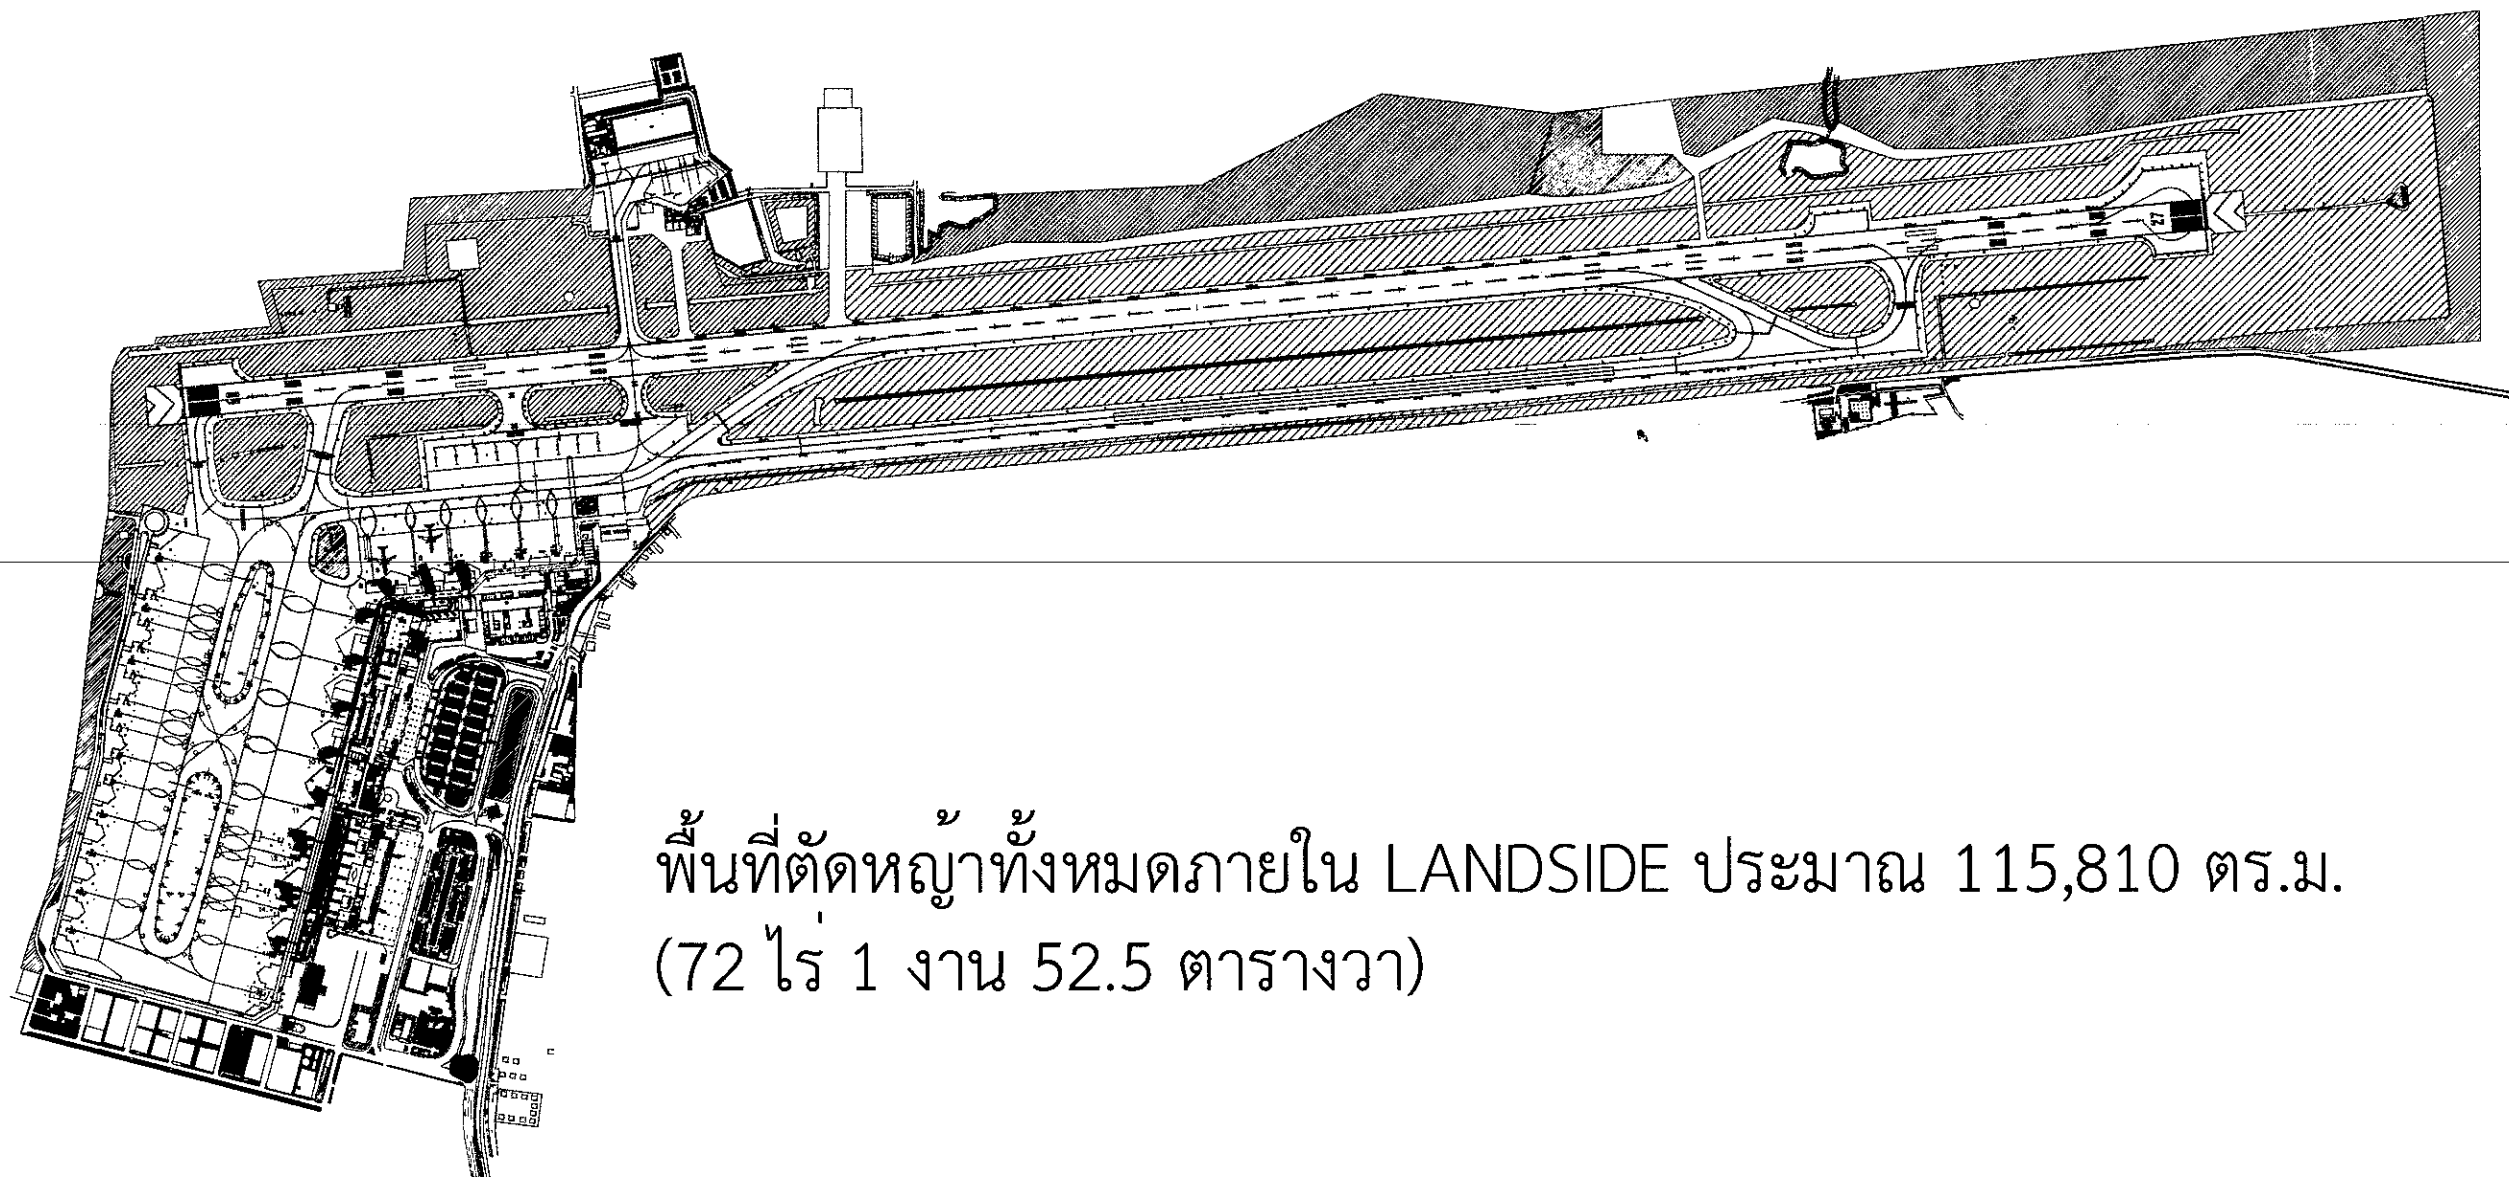 27
พื้นที่ตัดหญ้าทั้งหมดภายใน LANDSIDE ประมาณ 115,810 ตร.ม.
(72 ไร่ 1 งาน 52.5 ตารางวา)